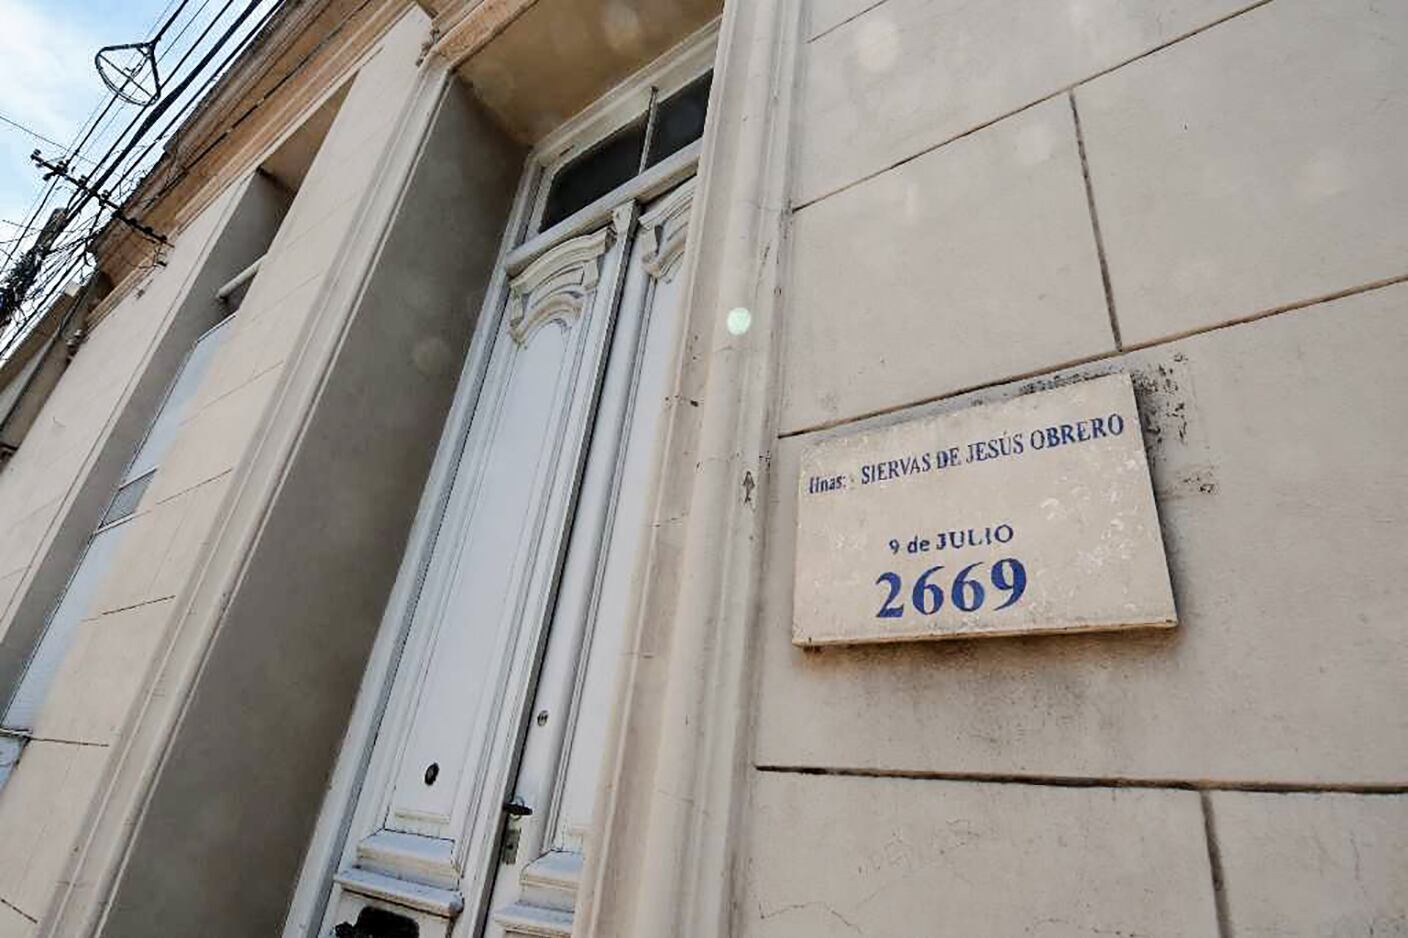 Hnas: SIERVAS DE JESÚS OBRERO
9 de JULIO
2669